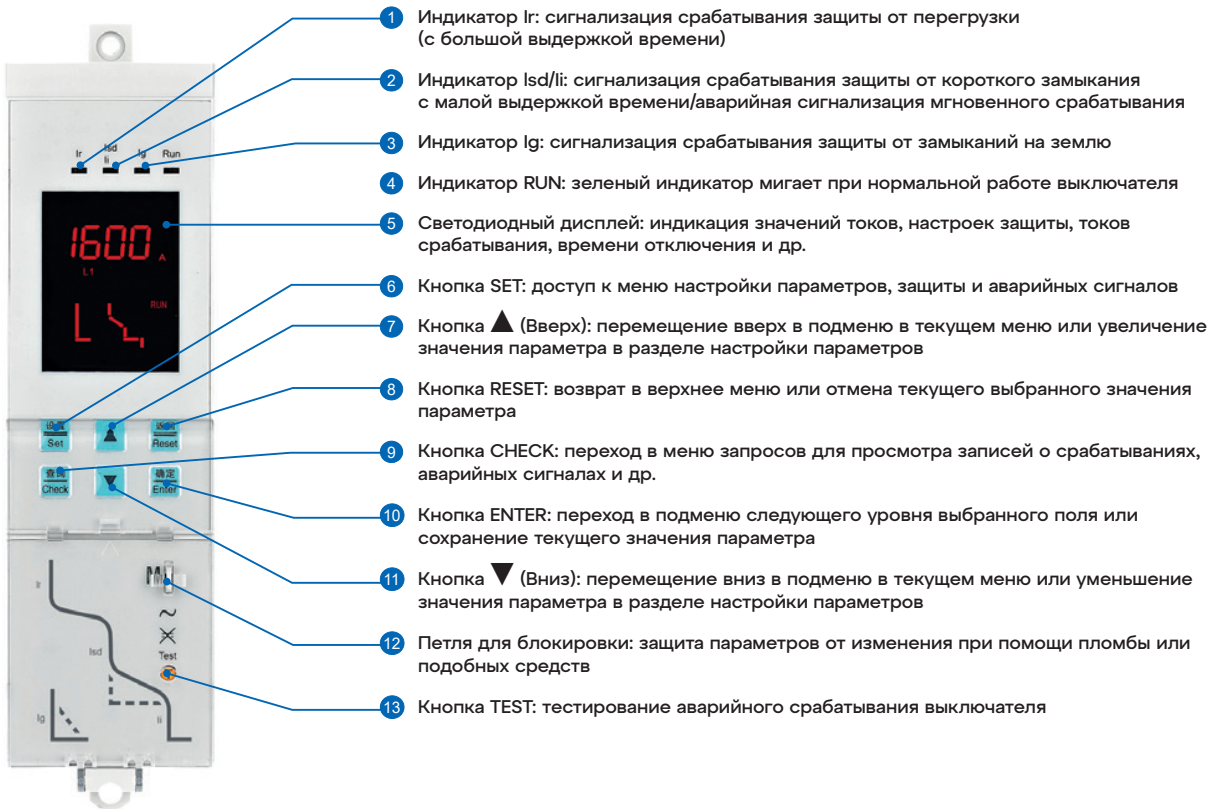 1 Индикатор Ir: сигнализация срабатывания защиты от перегрузки
(с большой выдержкой времени)
2 Индикатор Isd/Ii: сигнализация срабатывания защиты от короткого замыкания
с малой выдержкой времени/аварийная сигнализация мгновенного срабатывания
3 Индикатор Ig: сигнализация срабатывания защиты от замыканий на землю
4 Индикатор RUN: зеленый индикатор мигает при нормальной работе выключателя
5 Светодиодный дисплей: индикация значений токов, настроек защиты, токов
срабатывания, времени отключения и др.
6 Кнопка SET: доступ к меню настройки параметров, защиты и аварийных сигналов
7 Кнопка ▲ (Вверх): перемещение вверх в подменю в текущем меню или увеличение
значения параметра в разделе настройки параметров
8 Кнопка RESET: возврат в верхнее меню или отмена текущего выбранного значения
параметра
9 Кнопка CHECK: переход в меню запросов для просмотра записей о срабатываниях,
аварийных сигналах и др.
10 Кнопка ENTER: переход в подменю следующего уровня выбранного поля или
сохранение текущего значения параметра
11 Кнопка ▼ (Вниз): перемещение вниз в подменю в текущем меню или уменьшение
значения параметра в разделе настройки параметров
12 Петля для блокировки: защита параметров от изменения при помощи пломбы или
подобных средств
13 Кнопка TEST: тестирование аварийного срабатывания выключателя
Ir Isd Ig Run
Ii
1600 A
L1
RUN
Set ▲ Reset
查询 确定
Check ▼ Enter
Ir
Isd
Test
Ig Ii